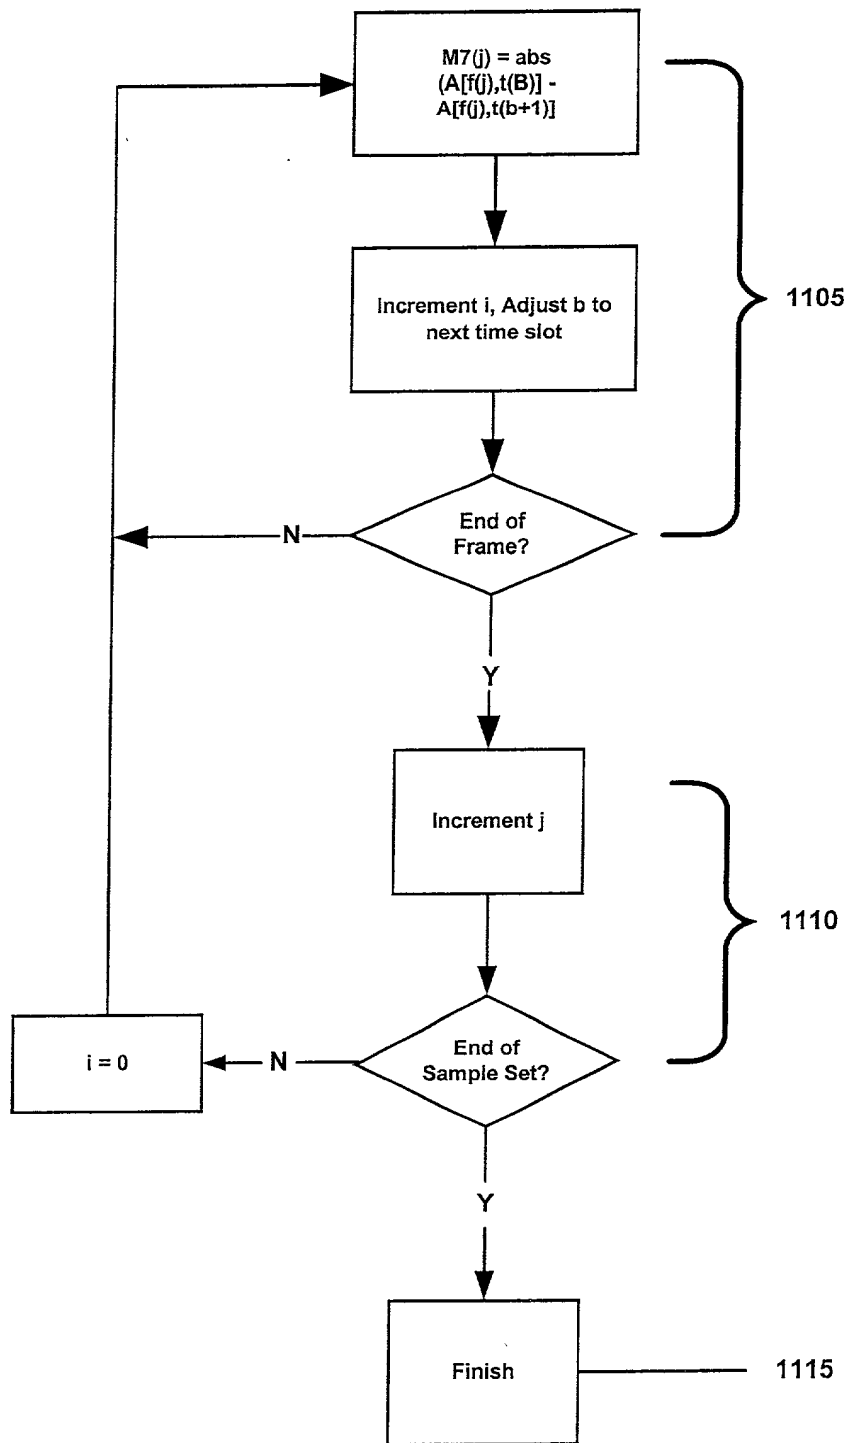 M7(j) = abs
(A[f(j),t(B)] -
A[f(j),t(b+1)]
Increment i, Adjust b to
next time slot
1105
End of
Frame?
N
Y
Increment j
1110
End of
Sample Set?
N
i = 0
Y
Finish
1115